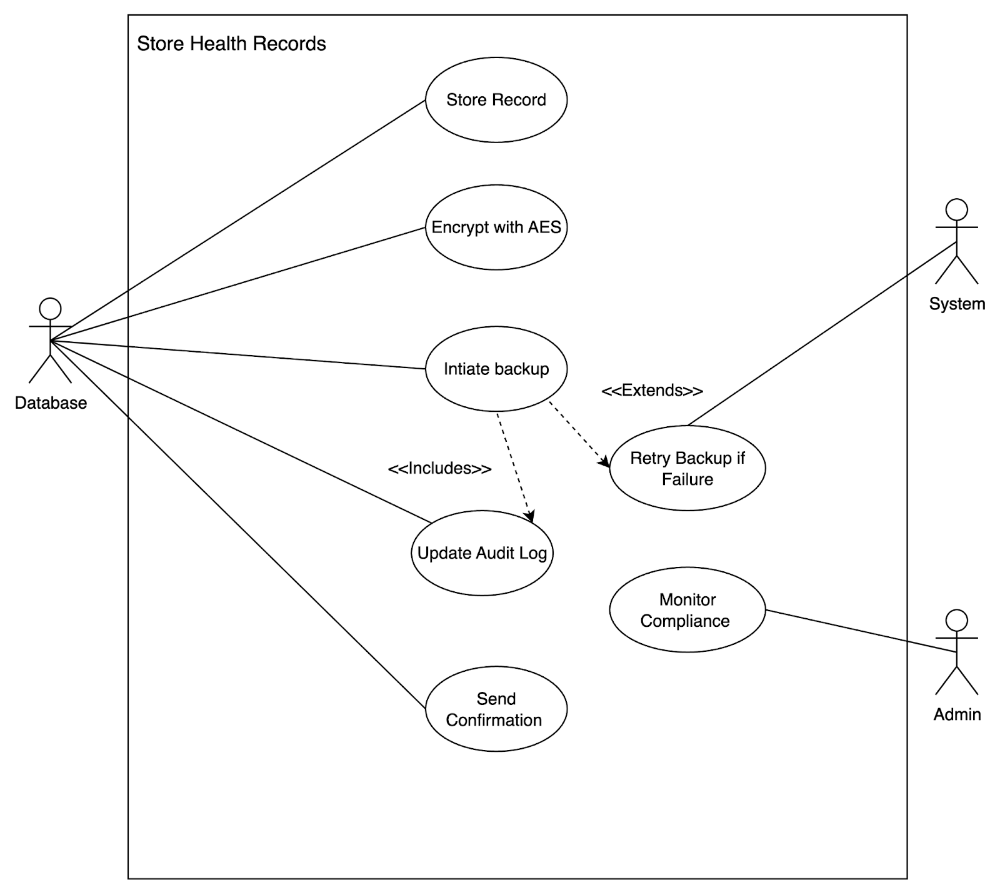 Store Health Records
Store Record
Encrypt with AES
System
Database
Intiate backup
<<Extends>>
Retry Backup if
Failure
<<Includes>>
Update Audit Log
Monitor
Compliance
Admin
Send
Confirmation